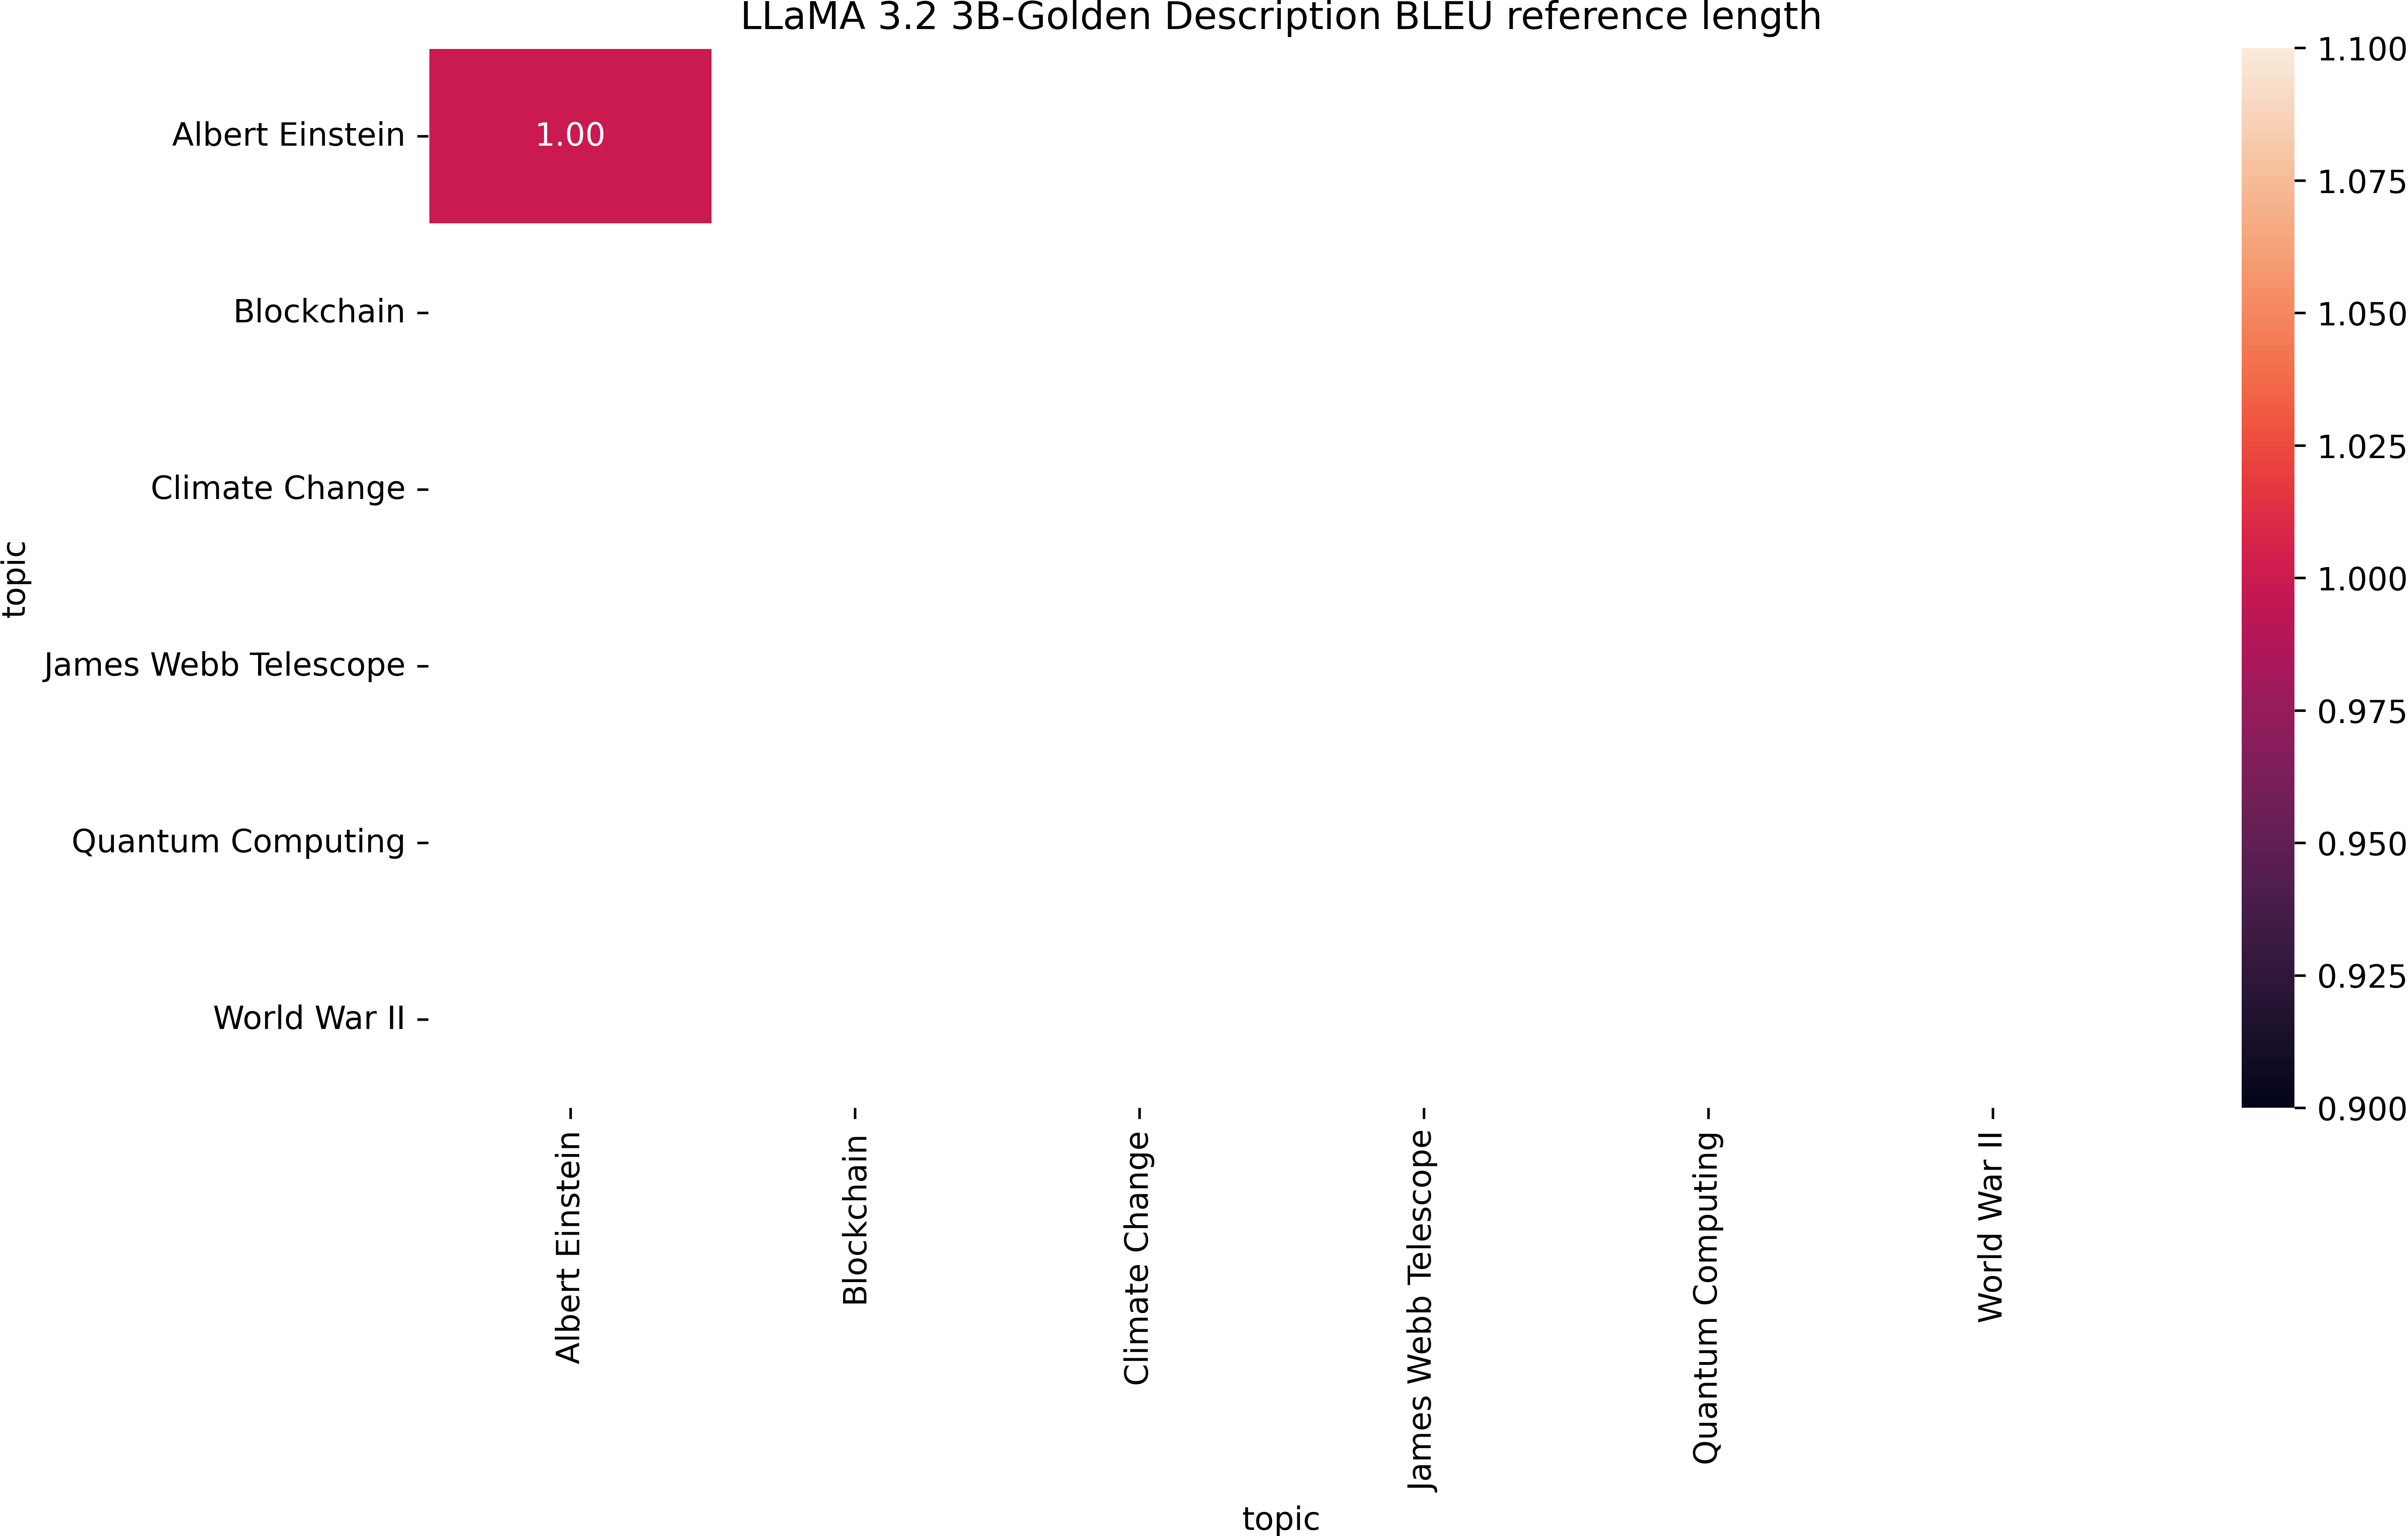 LLaMA 3.2 3B-Golden Description BLEU reference length
topic
Albert Einstein
Blockchain
Climate Change
James Webb Telescope
Quantum Computing
World War II
1.00
Albert Einstein
Blockchain
Climate Change
James Webb Telescope
Quantum Computing
World War II
topic
1.100
1.075
1.050
1.025
1.000
0.975
0.950
0.925
0.900